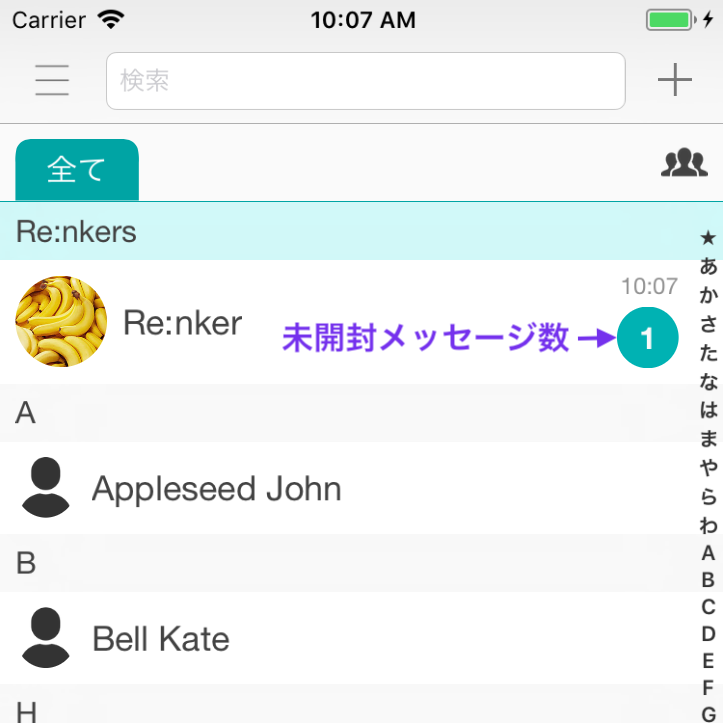 Carrier 10:07 AM
検索
全て
Re:nkers
10:07
Re:nker 未開封メッセージ数 1
A
Appleseed John
B
Bell Kate
H
★
あ
か
さ
た
な
は
ま
や
ら
わ
A
B
C
D
E
F
G